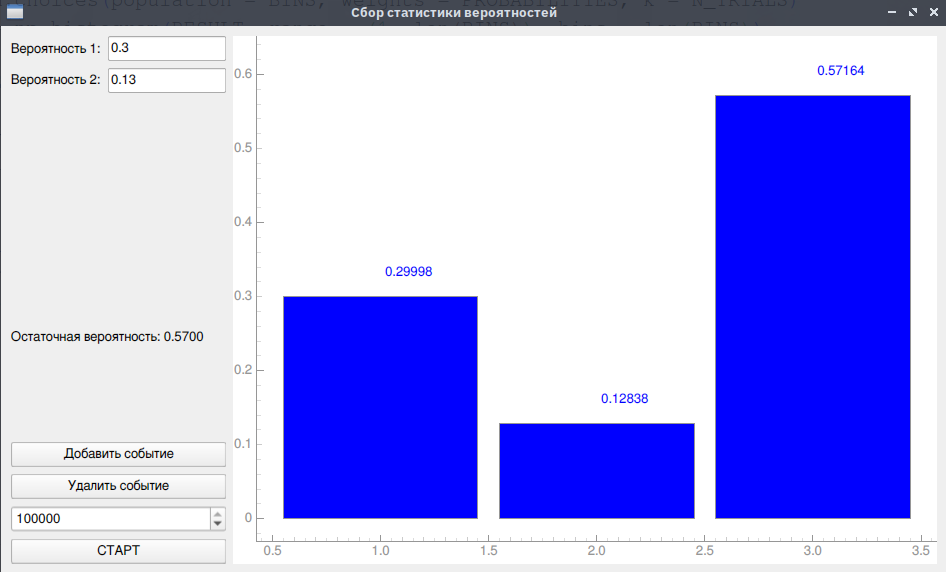 Сбор статистики вероятностей
Вероятность 1: 0.3
Вероятность 2: 0.13
Остаточная вероятность: 0.5700
Добавить событие
Удалить событие
100000
СТАРТ
0.6
0.5
0.4
0.3
0.2
0.1
0
0.29998
0.12838
0.57164
0.5 1.0 1.5 2.0 2.5 3.0 3.5